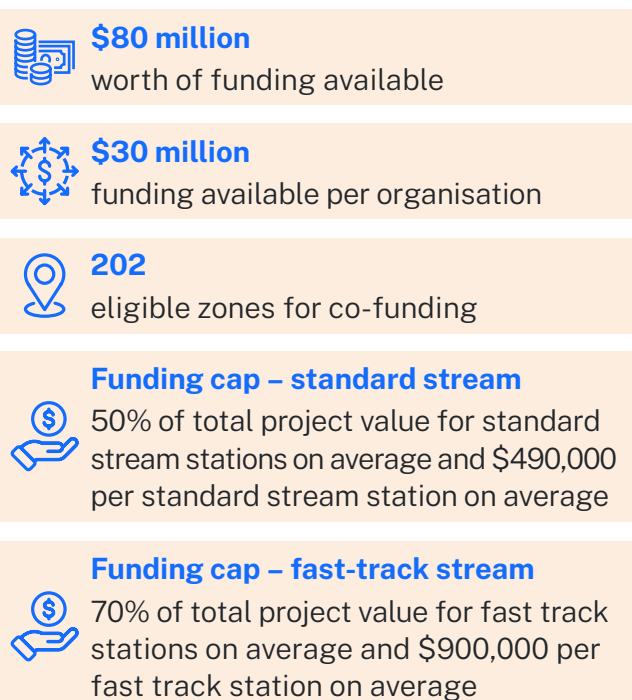 $80 million
worth of funding available
$30 million
funding available per organisation
202
eligible zones for co-funding
Funding cap – standard stream
50% of total project value for standard
stream stations on average and $490,000
per standard stream station on average
Funding cap – fast-track stream
70% of total project value for fast track
stations on average and $900,000 per
fast track station on average